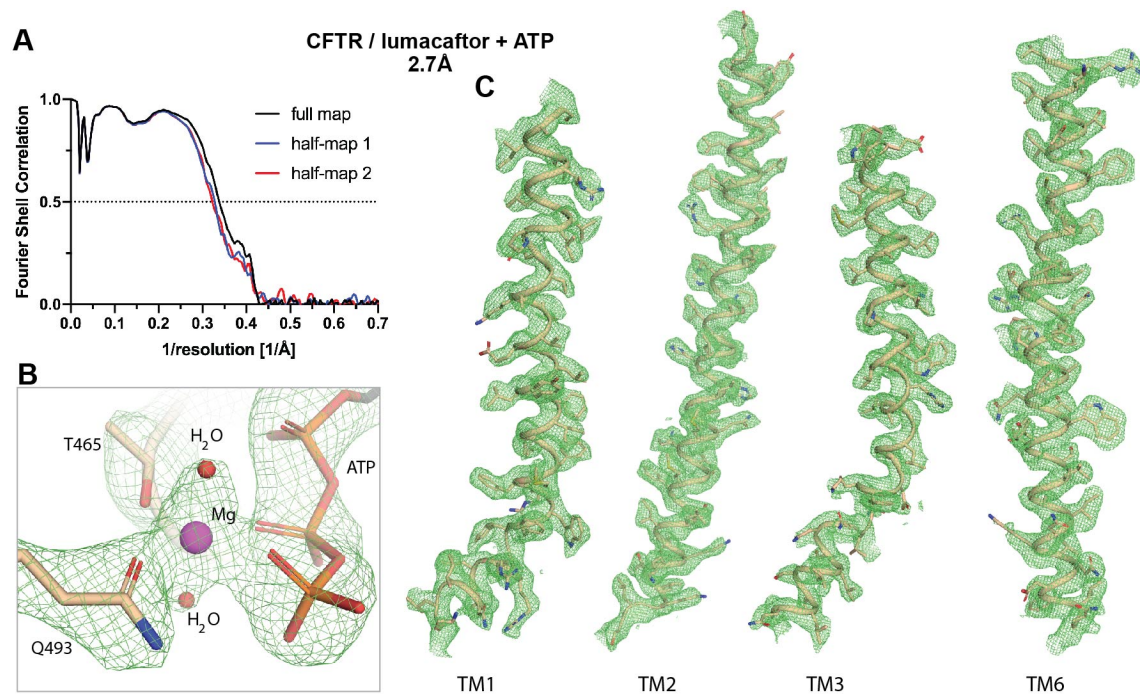 A
CFTR / lumacaftor + ATP
2.7Å
C
1.0
0.5
0.0
Fourier Shell Correlation
full map
half-map 1
half-map 2
0.0 0.1 0.2 0.3 0.4 0.5 0.6 0.7
1/resolution [1/Å]
B
T465
H2O
ATP
Mg
H2O
Q493
TM1 TM2 TM3 TM6